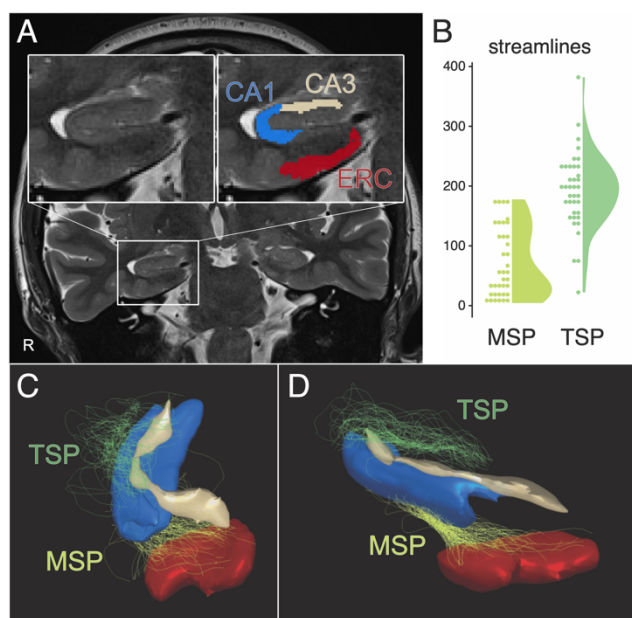 A
CA1
CA3
ERC
R
B
streamlines
400
300
200
100
0
MSP
TSP
C
TSP
MSP
D
TSP
MSP